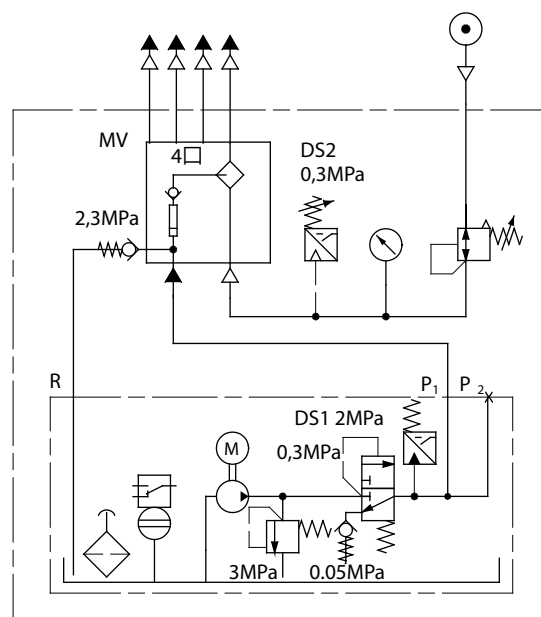 MV
4
DS2
0,3MPa
2,3MPa
R
P1
P2
DS1 2MPa
0,3MPa
M
3MPa
0.05MPa